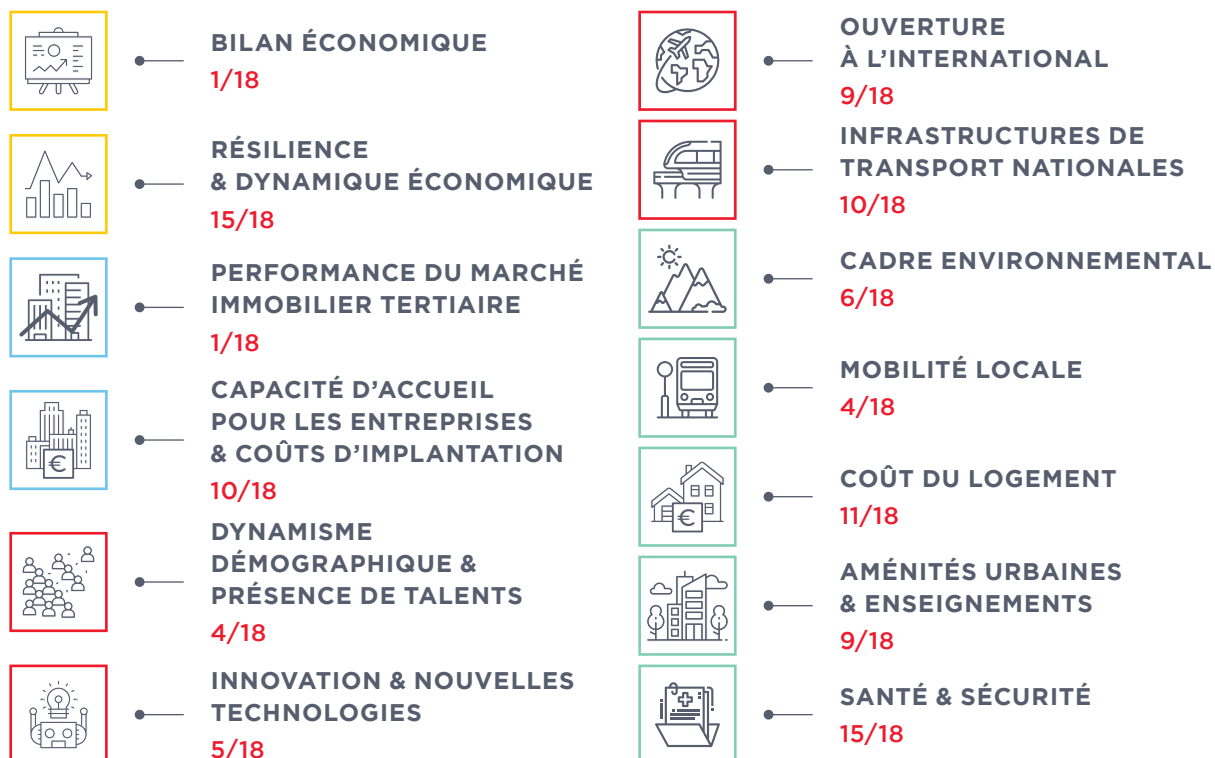 BILAN ÉCONOMIQUE
1/18
RÉSILIENCE
& DYNAMIQUE ÉCONOMIQUE
15/18
PERFORMANCE DU MARCHÉ
IMMOBILIER TERTIAIRE
1/18
CAPACITÉ D’ACCUEIL
POUR LES ENTREPRISES
& COÛTS D’IMPLANTATION
10/18
€
DYNAMISME
DÉMOGRAPHIQUE &
PRÉSENCE DE TALENTS
4/18
INNOVATION & NOUVELLES
TECHNOLOGIES
5/18
OUVERTURE
À L’INTERNATIONAL
9/18
INFRASTRUCTURES DE
TRANSPORT NATIONALES
10/18
CADRE ENVIRONNEMENTAL
6/18
MOBILITÉ LOCALE
4/18
COÛT DU LOGEMENT
11/18
€
AMÉNITÉS URBAINES
& ENSEIGNEMENTS
9/18
SANTÉ & SÉCURITÉ
15/18